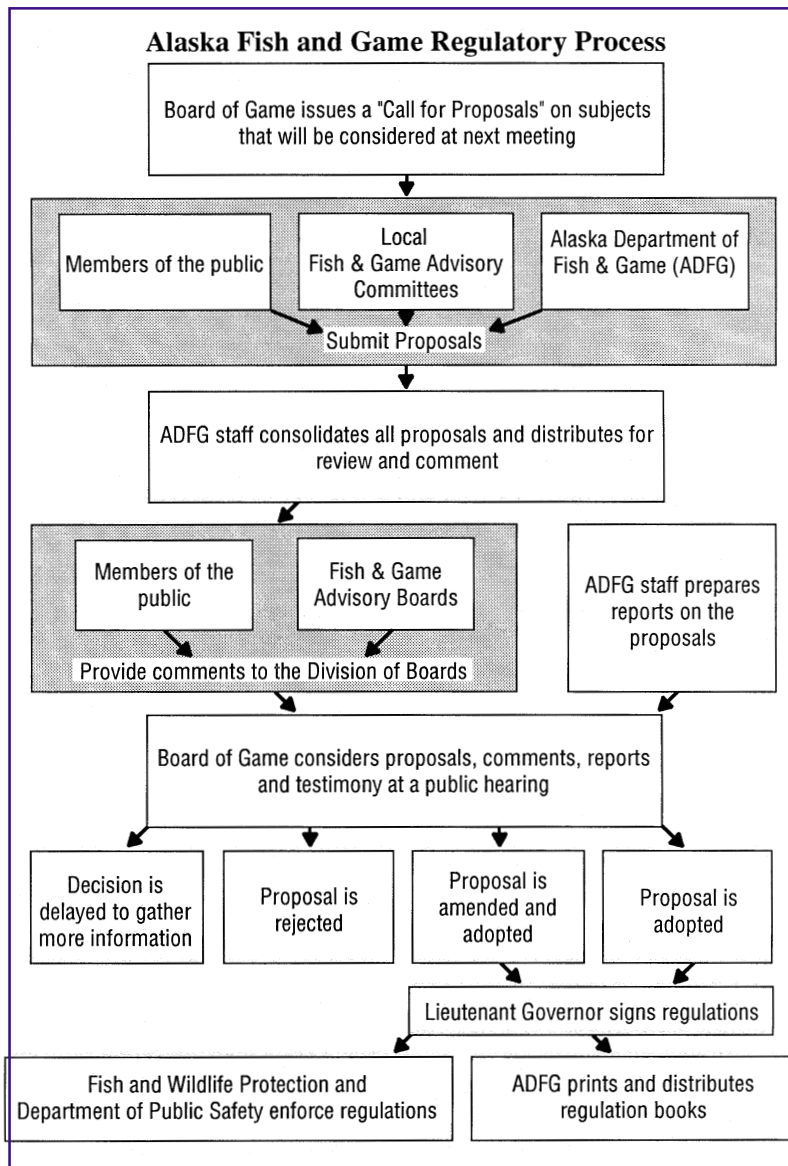 Alaska Fish and Game Regulatory Process
Board of Game issues a "Call for Proposals" on subjects
that will be considered at next meeting
Members of the public
Local
Fish & Game Advisory
Committees
Alaska Department of
Fish & Game (ADFG)
Submit Proposals
ADFG staff consolidates all proposals and distributes for
review and comment
Members of the
public
Fish & Game
Advisory Boards
Provide comments to the Division of Boards
ADFG staff prepares
reports on the
proposals
Board of Game considers proposals, comments, reports
and testimony at a public hearing
Decision is
delayed to gather
more information
Proposal is
rejected
Proposal is
amended and
adopted
Proposal is
adopted
Lieutenant Governor signs regulations
Fish and Wildlife Protection and
Department of Public Safety enforce regulations
ADFG prints and distributes
regulation books